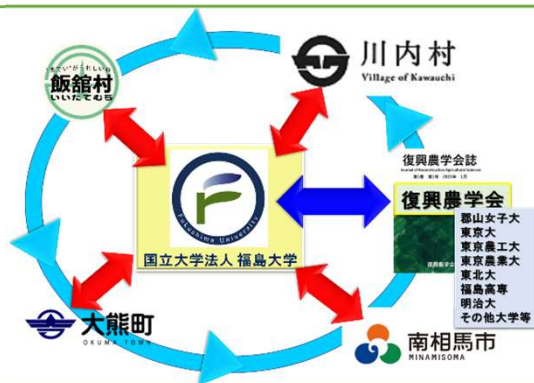 飯舘村
いいたてむら
川内村
Village of Kawauchi
復興農学会誌
復興農学会
郡山女子大
東京大
東京農工大
東京農業大
東北大
福島高専
明治大
その他大学等
Fukushima University
国立大学法人 福島大学
大熊町
OKUMA TOWN
南相馬市
MINAMISOMA